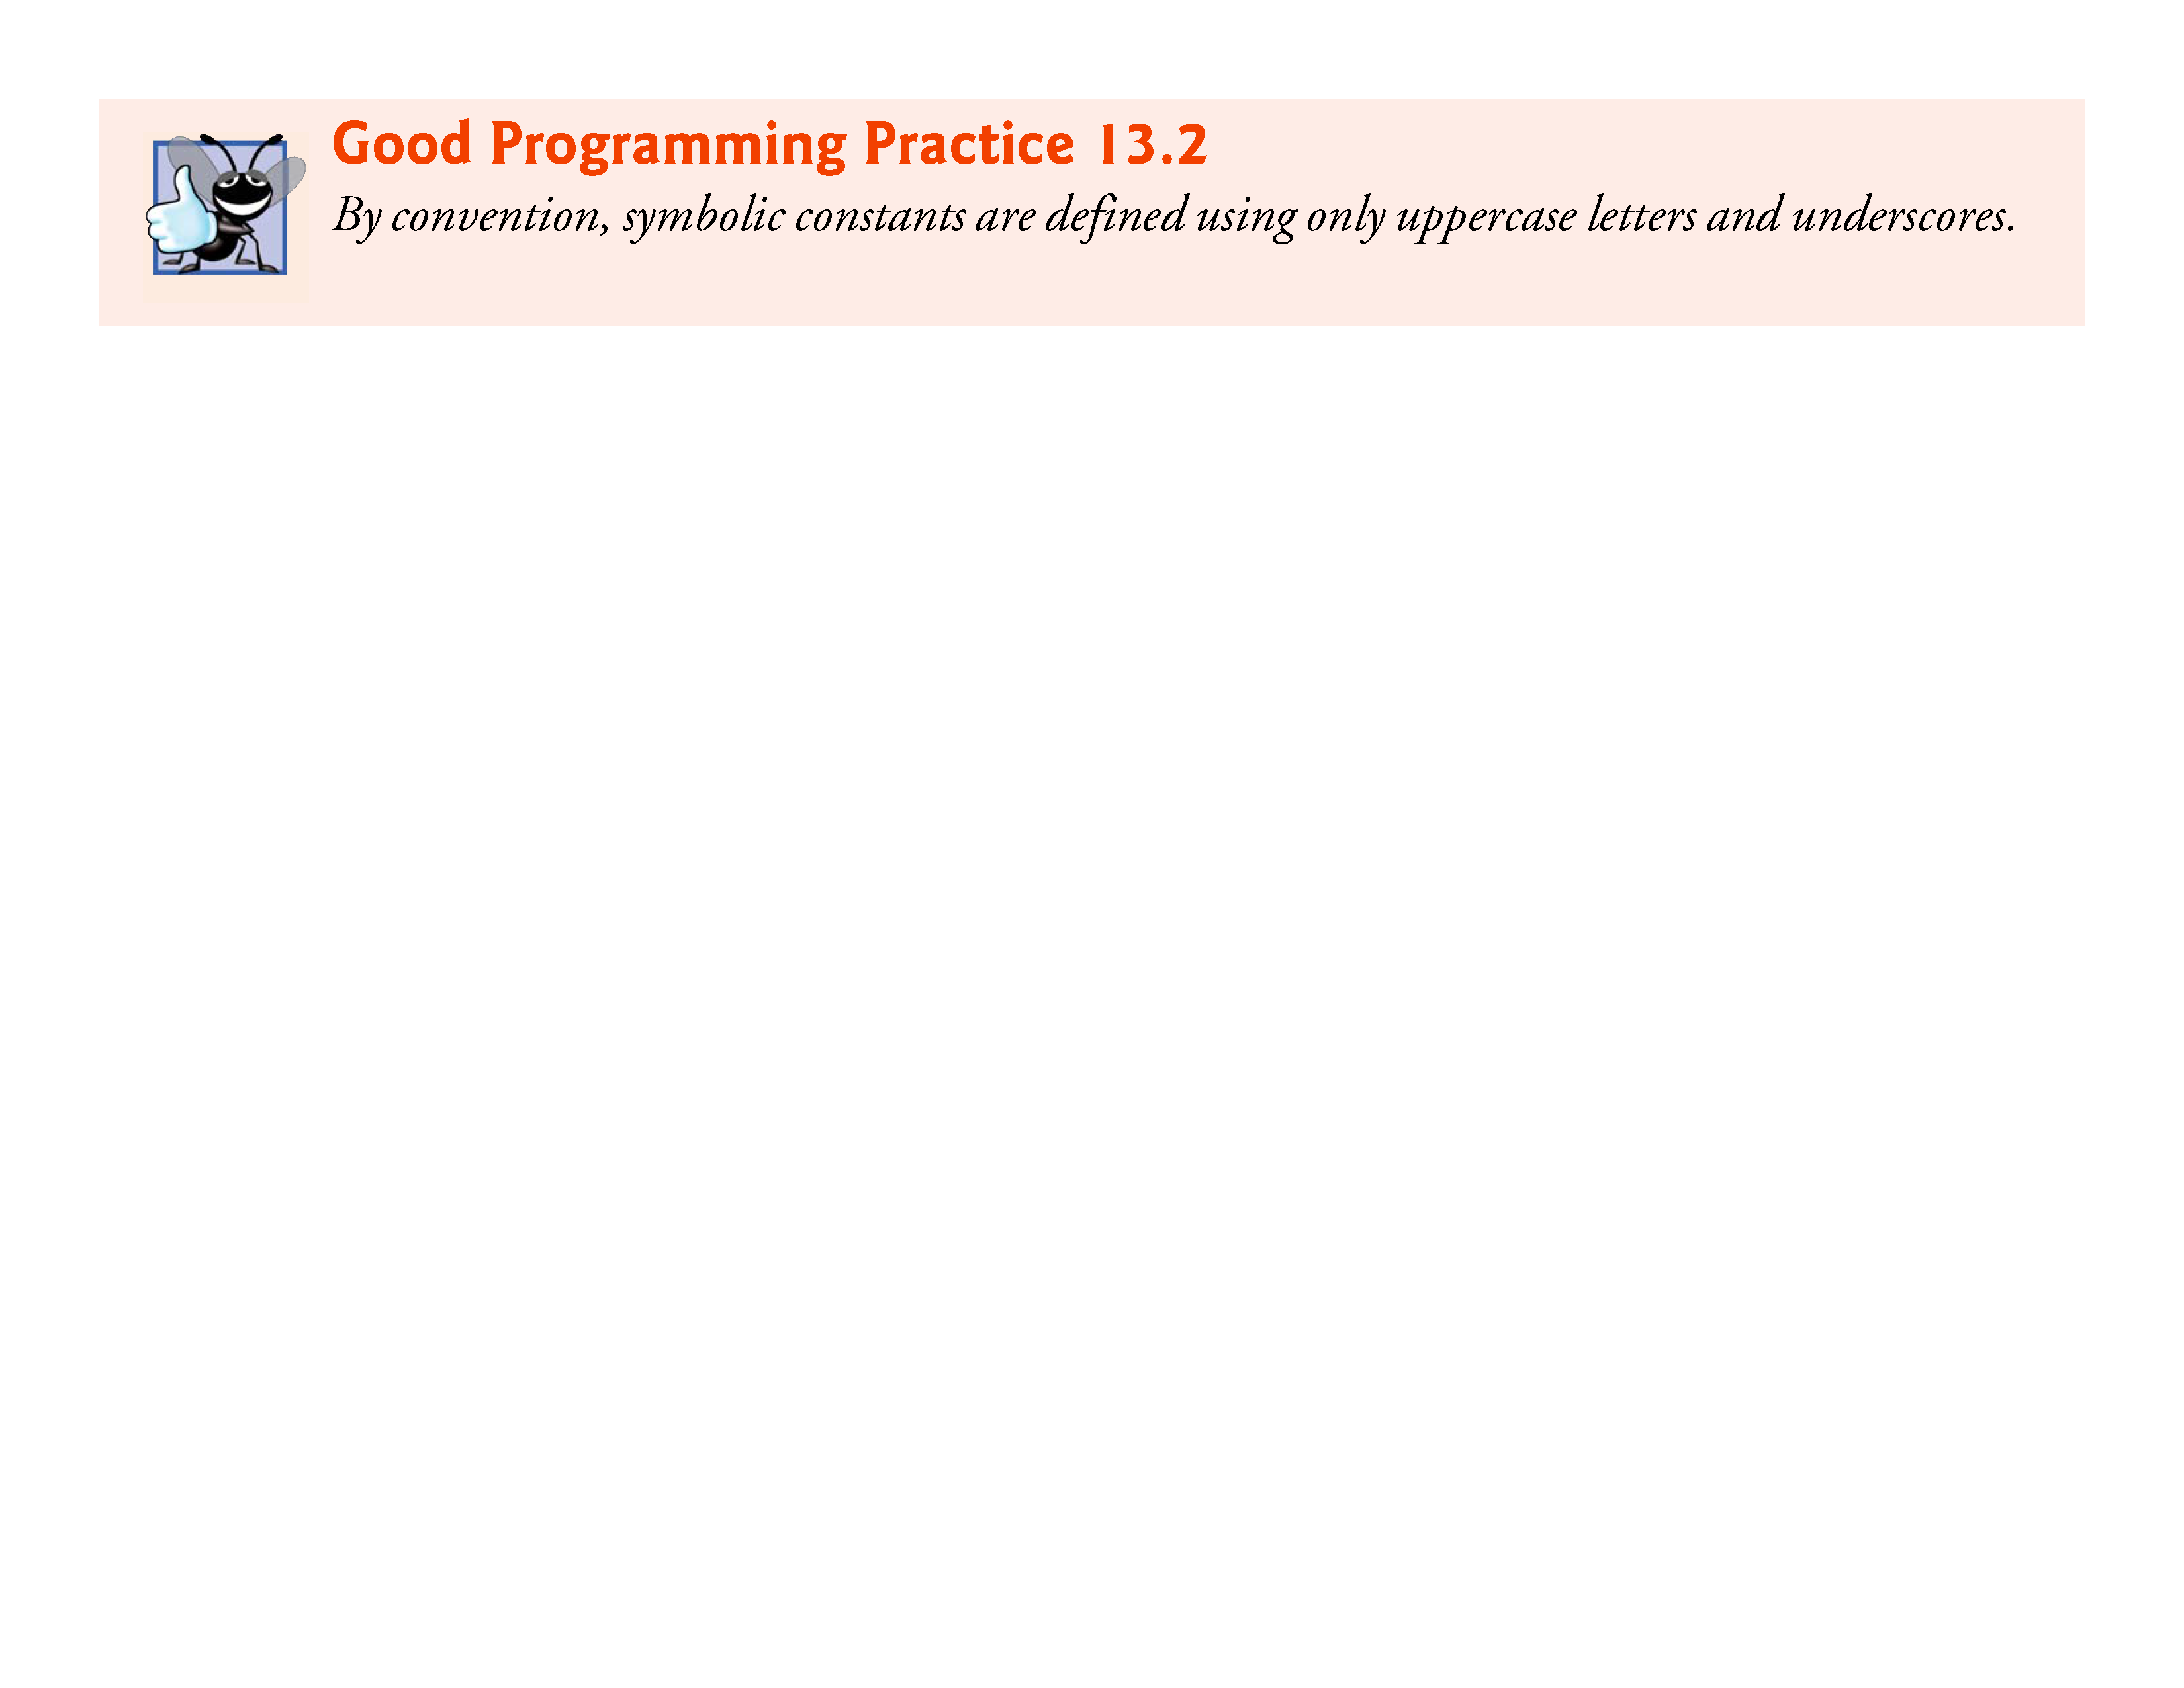 Good Programming Practice 13.2
By convention, symbolic constants are defined using only uppercase letters and underscores.